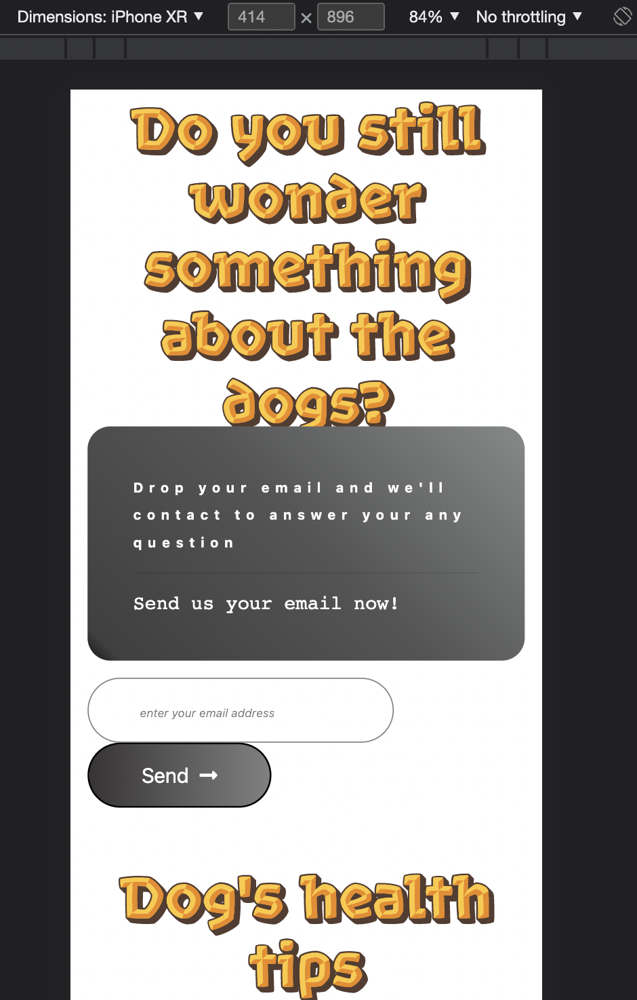 Dimensions: iPhone XR ▼ 414 × 896 84% ▼ No throttling ▼
Do you still
wonder
something
about the
dogs?
Drop your email and we'll
contact to answer your any
question
Send us your email now!
enter your email address
Send →
Dog's health
tips